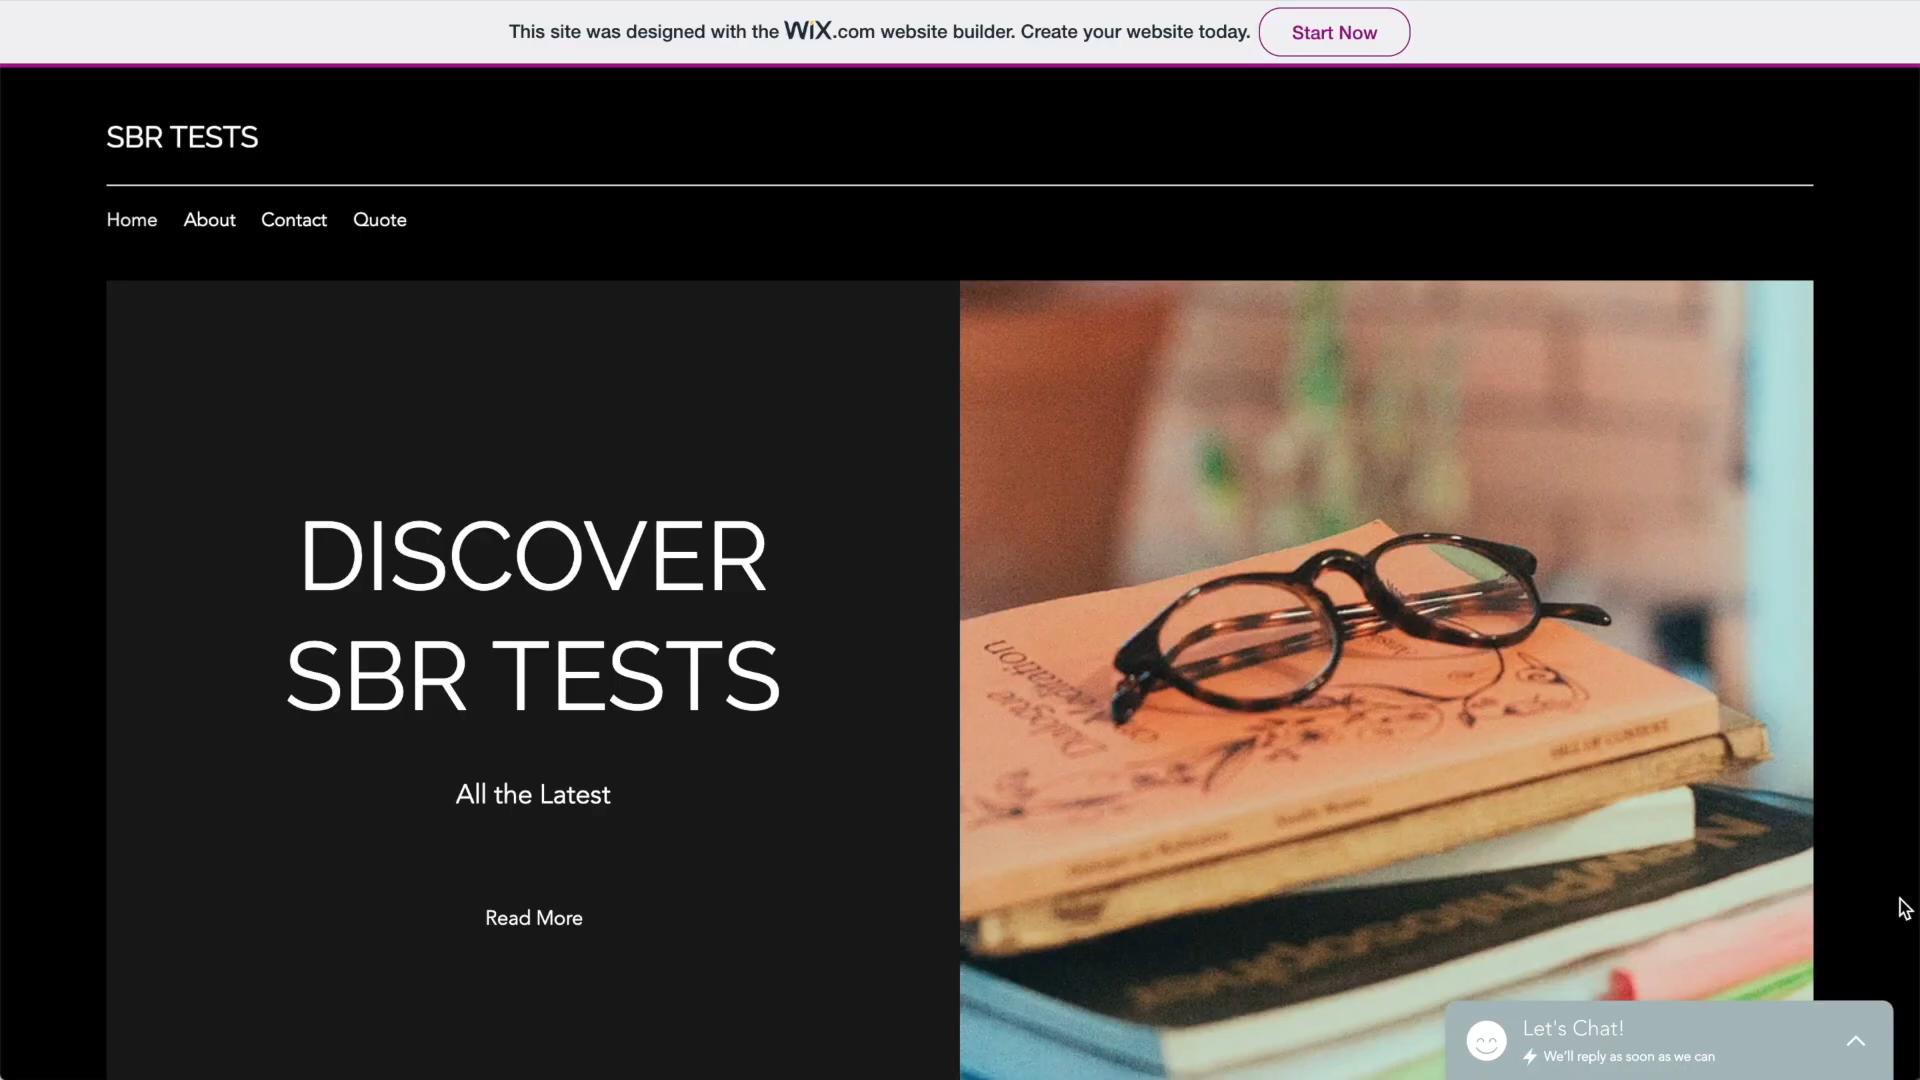 This site was designed with the WiX.com website builder. Create your website today. Start Now
SBR TESTS
Home About Contact Quote
DISCOVER
SBR TESTS
All the Latest
Read More
Dialogue
Meditation
Let's Chat!
We'll reply as soon as we can